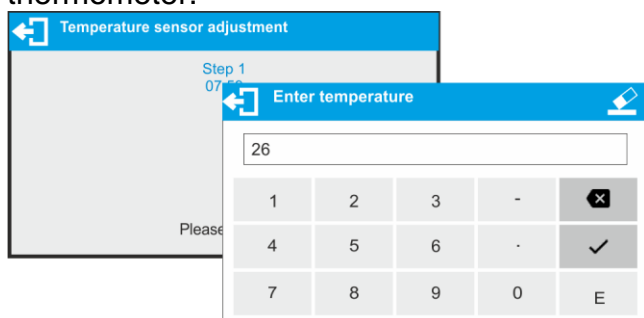 Temperature sensor adjustment
Step 1
Enter temperature
26
1 2 3 -
Please
4 5 6 .
7 8 9 0 E